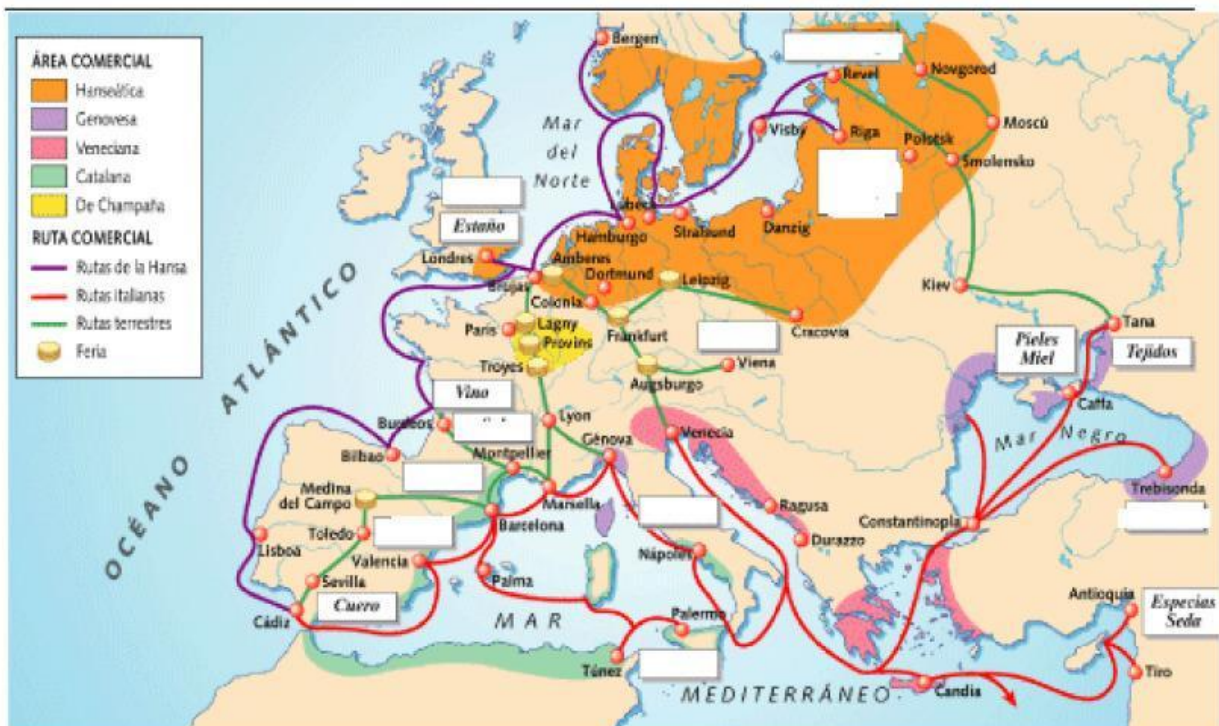 ÁREA COMERCIAL
Hanseática
Genovesa
Veneciana
Catalana
De Champaña
RUTA COMERCIAL
Rutas de la Hansa
Rutas italianas
Rutas terrestres
Feria
Bergen
Revel
Novgorod
Mar
del
Norte
Visby
Riga
Polotsk
Moscú
Smolensko
Lübeck
Hamburgo
Stralsund
Danzig
Estaño
Londres
Amberes
Brujas
Dortmund
Leipzig
Colonia
Kiev
OCÉANO ATLÁNTICO
París
Lagny
Provins
Frankfurt
Cracovia
Tana
Troyes
Viena
Augsburgo
Pieles
Miel
Tejidos
Vino
Burdeos
Lyon
Caffa
Génova
Venecia
Mar Negro
Bilbao
Montpellier
Medina
del Campo
Marsella
Trebisonda
Barcelona
Ragusa
Constantinopla
Lisboa
Toledo
Valencia
Nápoles
Durazzo
Sevilla
Palma
Cuero
Cádiz
Palermo
Antioquía
Especias
Seda
MAR
Túnez
Tiro
MEDITERRÁNEO
Candia